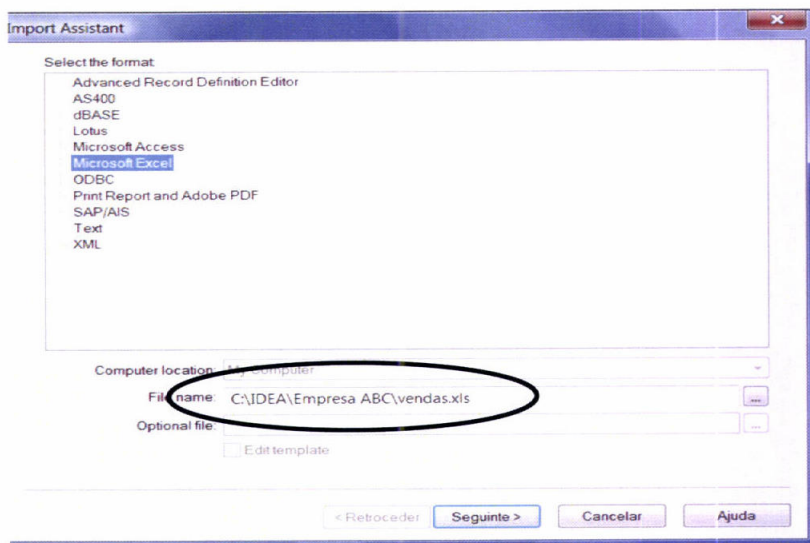 Import Assistant
Select the format
Advanced Record Definition Editor
AS400
dBASE
Lotus
Microsoft Access
Microsoft Excel
ODBC
Print Report and Adobe PDF
SAP/AIS
Text
XML
Computer location: My Computer
File name: C:\IDEA\Empresa ABC\vendas.xls
...
Optional file:
...
Edit template
< Retroceder Seguinte > Cancelar Ajuda